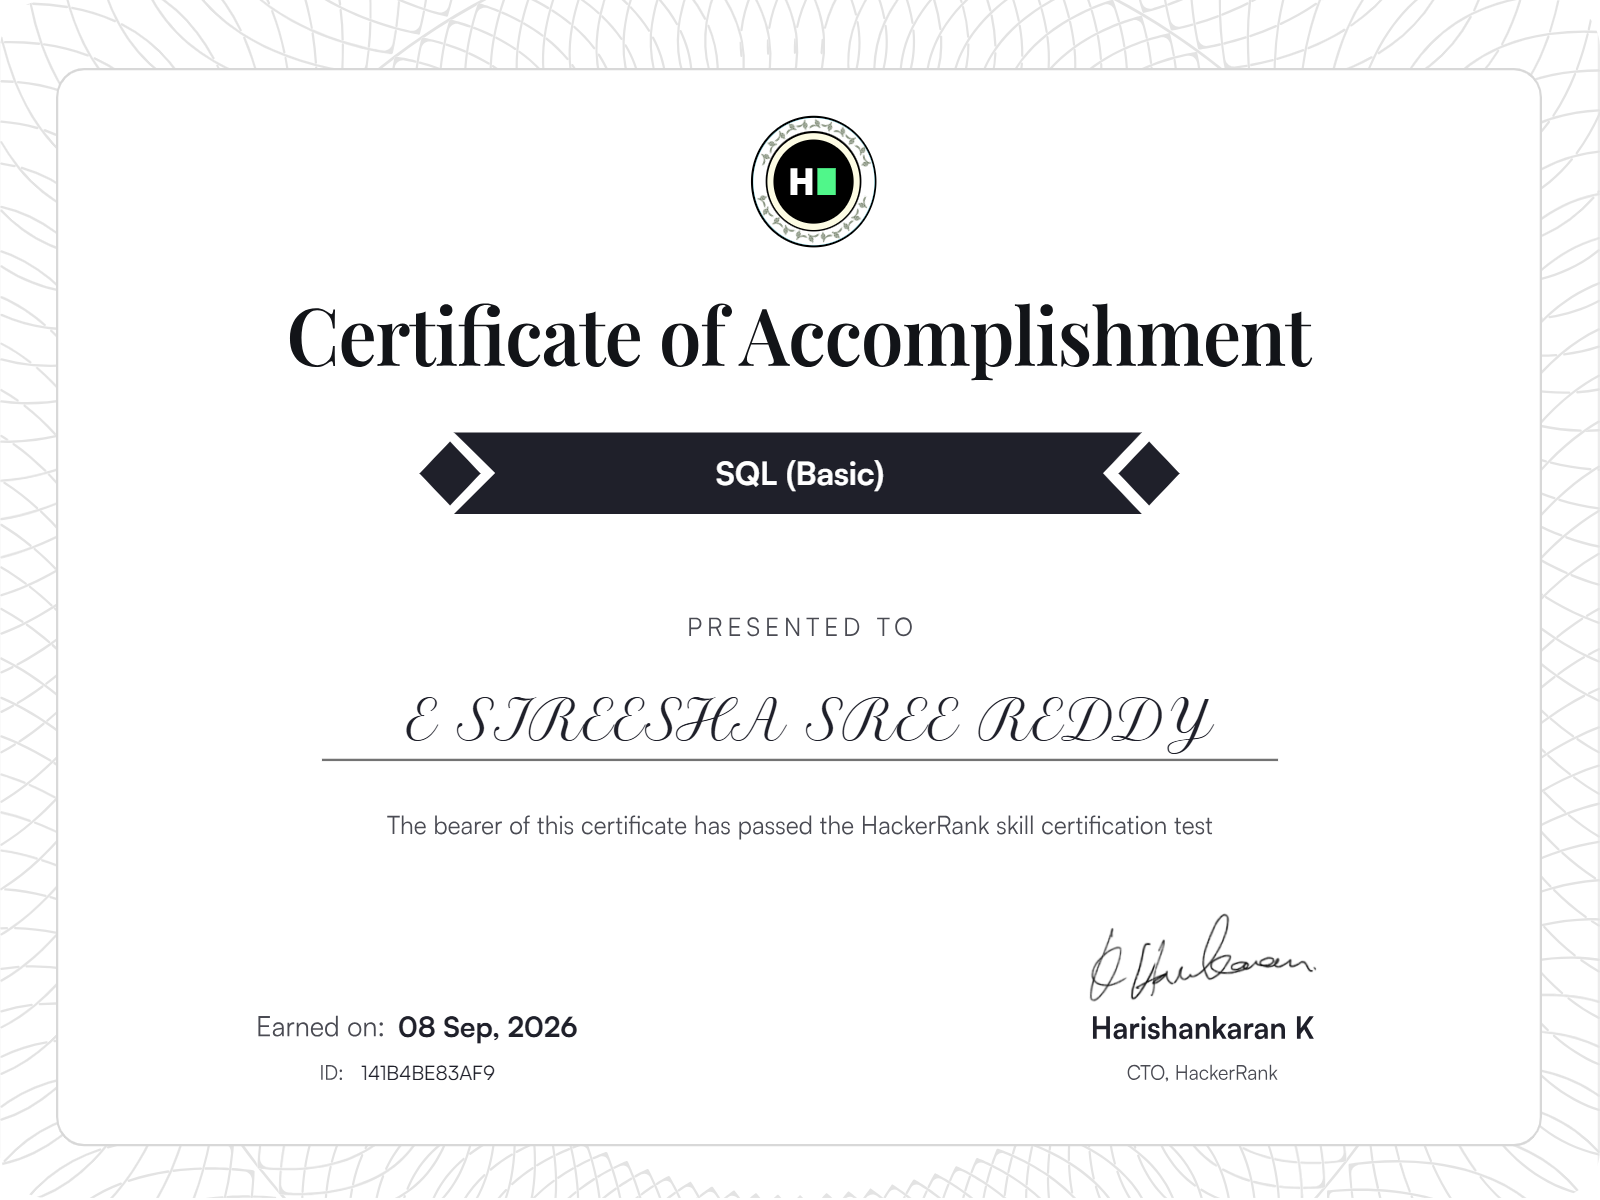 H
Certificate of Accomplishment
SQL (Basic)
PRESENTED TO
E SIREESHA SREE REDDY
The bearer of this certificate has passed the HackerRank skill certification test
Earned on: 08 Sep, 2026
ID: 141B4BE83AF9
Harishankaran K
CTO, HackerRank